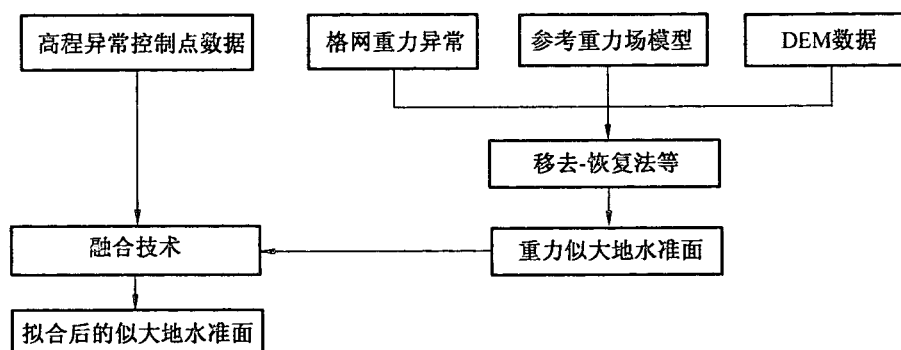 高程异常控制点数据
格网重力异常
参考重力场模型
DEM数据
移去-恢复法等
融合技术
重力似大地水准面
拟合后的似大地水准面